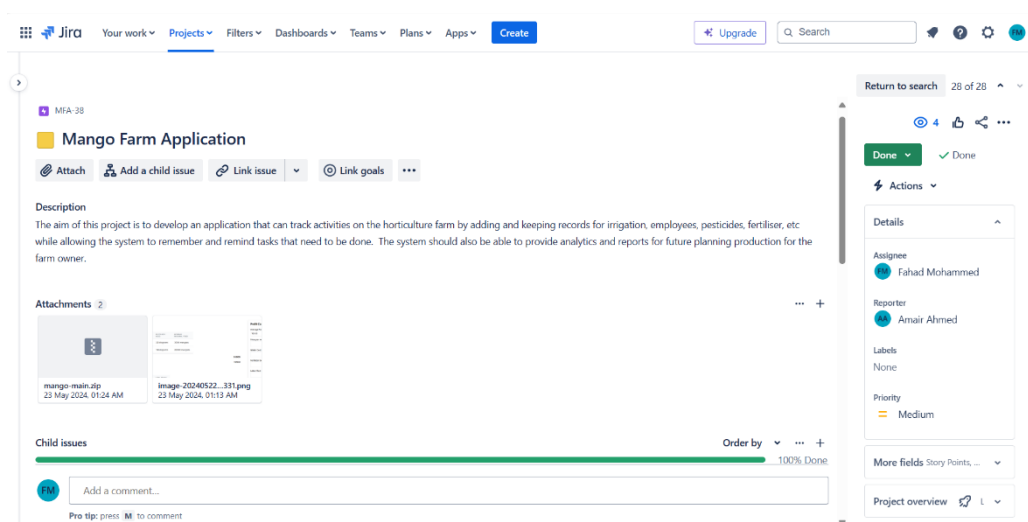 Jira Your work Projects Filters Dashboards Teams Plans Apps Create Upgrade Search FM
Return to search 28 of 28
MFA-38
4
Mango Farm Application
Done Done
Attach Add a child issue Link issue Link goals
Actions
Description
The aim of this project is to develop an application that can track activities on the horticulture farm by adding and keeping records for irrigation, employees, pesticides, fertiliser, etc
while allowing the system to remember and remind tasks that need to be done. The system should also be able to provide analytics and reports for future planning production for the
farm owner.
Attachments 2
mango-main.zip
23 May 2024, 01:24 AM
image-20240522...331.png
23 May 2024, 01:13 AM
Child issues Order by
100% Done
FM Add a comment...
Pro tip: press M to comment
Details
Assignee
FM Fahad Mohammed
Reporter
AA Amair Ahmed
Labels
None
Priority
Medium
More fields Story Points, ...
Project overview